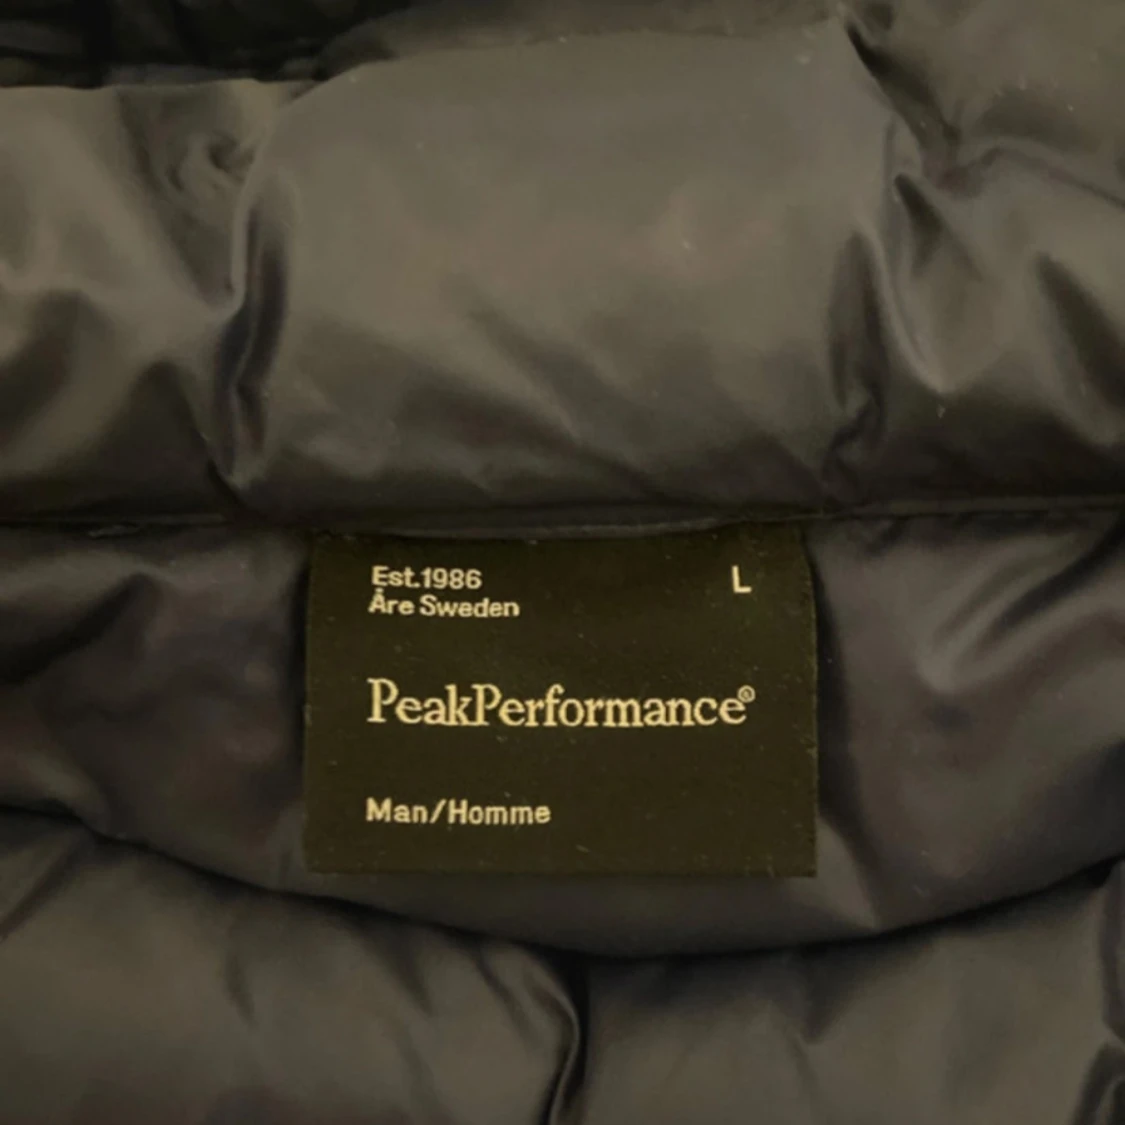 Est.1986
Åre Sweden
L
PeakPerformance®
Man/Homme